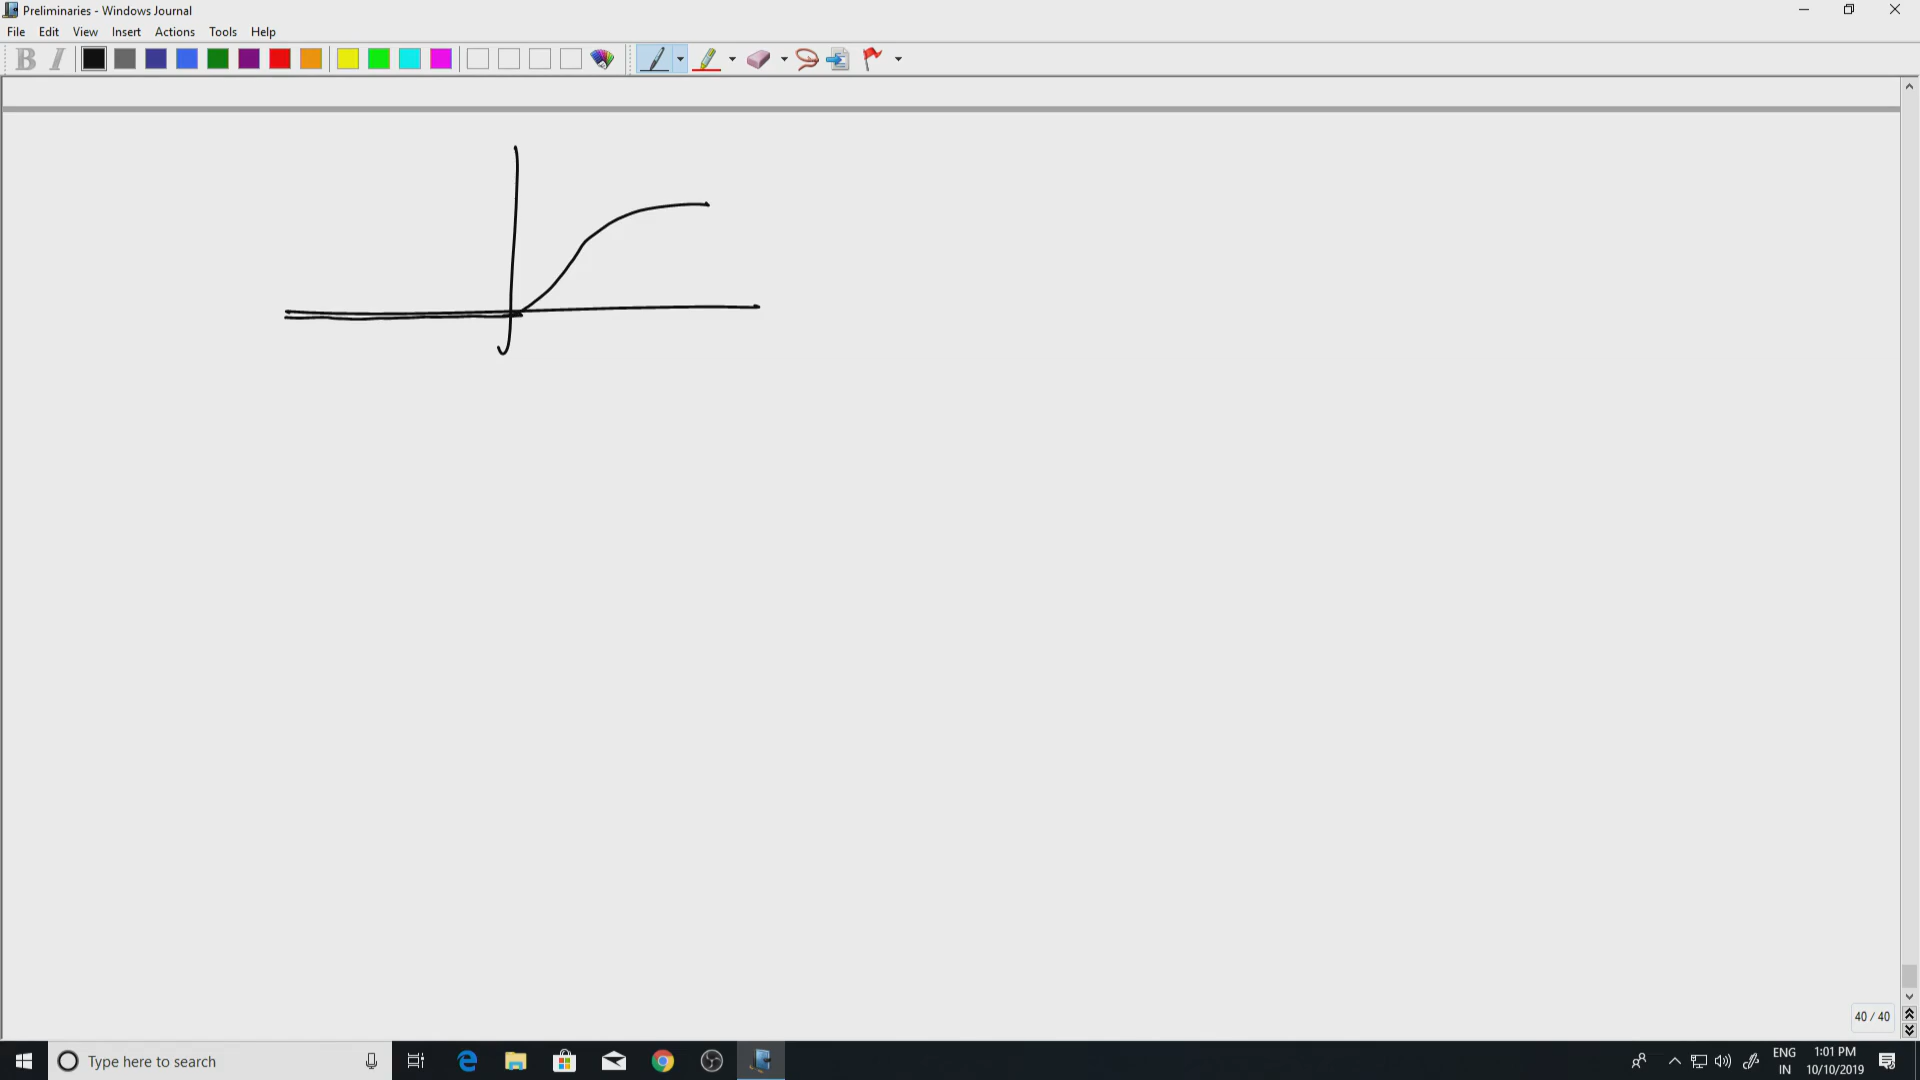 Preliminaries - Windows Journal
File Edit View Insert Actions Tools Help
B I
40 / 40
Type here to search
ENG
IN
1:01 PM
10/10/2019